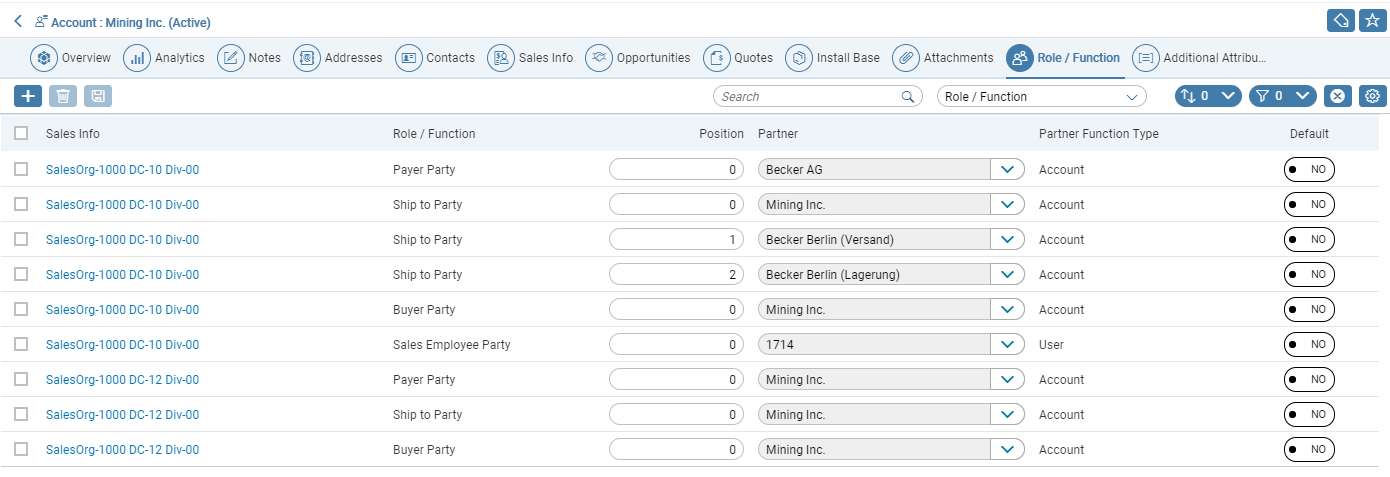 Account : Mining Inc. (Active)
Overview Analytics Notes Addresses Contacts Sales Info Opportunities Quotes Install Base Attachments Role / Function Additional Attribu...
Search Role / Function 0 0
Sales Info Role / Function Position Partner Partner Function Type Default
SalesOrg-1000 DC-10 Div-00 Payer Party 0 Becker AG Account NO
SalesOrg-1000 DC-10 Div-00 Ship to Party 0 Mining Inc. Account NO
SalesOrg-1000 DC-10 Div-00 Ship to Party 1 Becker Berlin (Versand) Account NO
SalesOrg-1000 DC-10 Div-00 Ship to Party 2 Becker Berlin (Lagerung) Account NO
SalesOrg-1000 DC-10 Div-00 Buyer Party 0 Mining Inc. Account NO
SalesOrg-1000 DC-10 Div-00 Sales Employee Party 0 1714 User NO
SalesOrg-1000 DC-12 Div-00 Payer Party 0 Mining Inc. Account NO
SalesOrg-1000 DC-12 Div-00 Ship to Party 0 Mining Inc. Account NO
SalesOrg-1000 DC-12 Div-00 Buyer Party 0 Mining Inc. Account NO